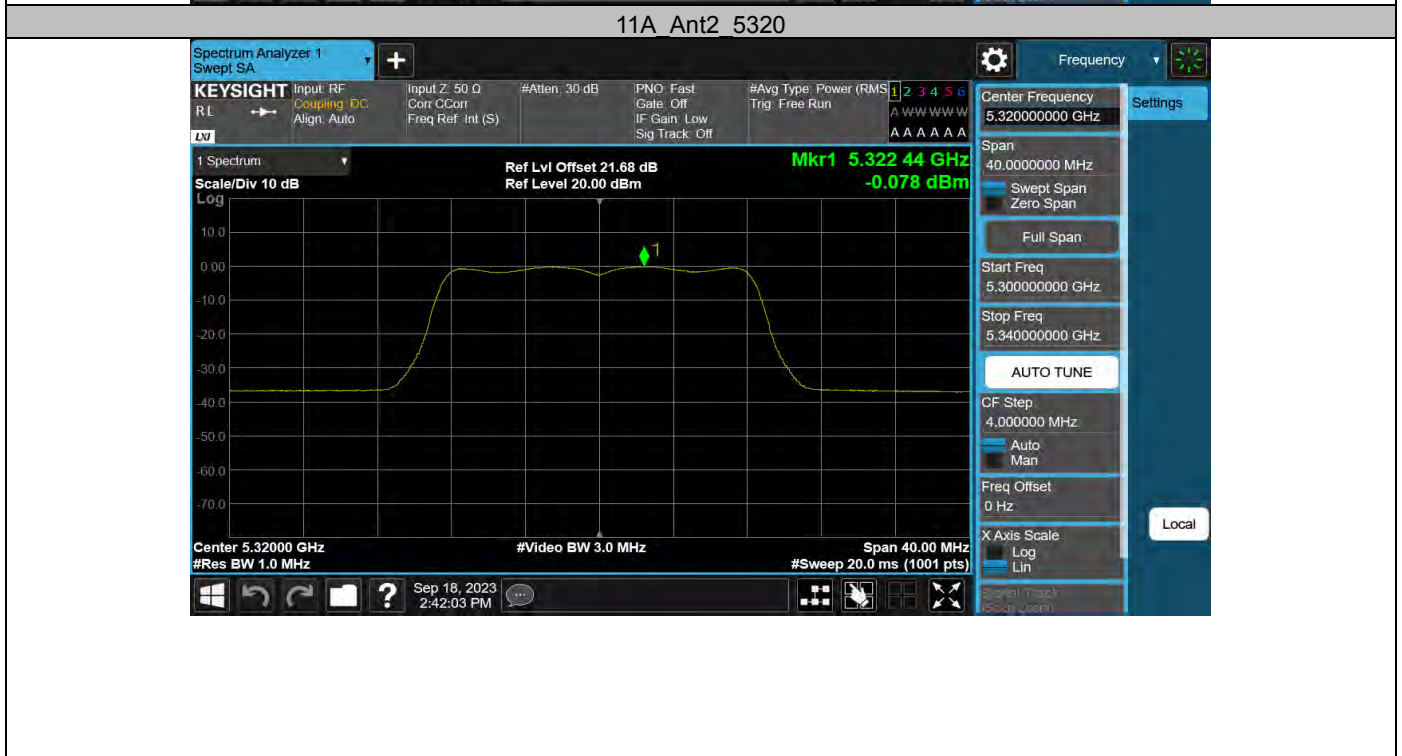 11A_Ant2_5320
Spectrum Analyzer 1
Swept SA
+
Frequency
KEYSIGHT
RL
LXI
Input: RF
Coupling: DC
Align: Auto
Input Z: 50 Ω
Corr CCorr
Freq Ref: Int (S)
#Atten: 30 dB
PNO: Fast
Gate: Off
IF Gain: Low
Sig Track: Off
#Avg Type: Power (RMS
Trig: Free Run
1 2 3 4 5 6
A W W W W W
A A A A A A
Center Frequency
5.320000000 GHz
Settings
1 Spectrum
Scale/Div 10 dB
Ref Lvl Offset 21.68 dB
Ref Level 20.00 dBm
Mkr1 5.322 44 GHz
-0.078 dBm
Span
40.0000000 MHz
Swept Span
Zero Span
Full Span
Start Freq
5.300000000 GHz
Stop Freq
5.340000000 GHz
AUTO TUNE
CF Step
4.000000 MHz
Auto
Man
Freq Offset
0 Hz
X Axis Scale
Log
Lin
Local
Log
10.0
0.00
-10.0
-20.0
-30.0
-40.0
-50.0
-60.0
-70.0
1
Center 5.32000 GHz
#Res BW 1.0 MHz
#Video BW 3.0 MHz
Span 40.00 MHz
#Sweep 20.0 ms (1001 pts)
?
Sep 18, 2023
2:42:03 PM
Signal Track
(Span Zoom)